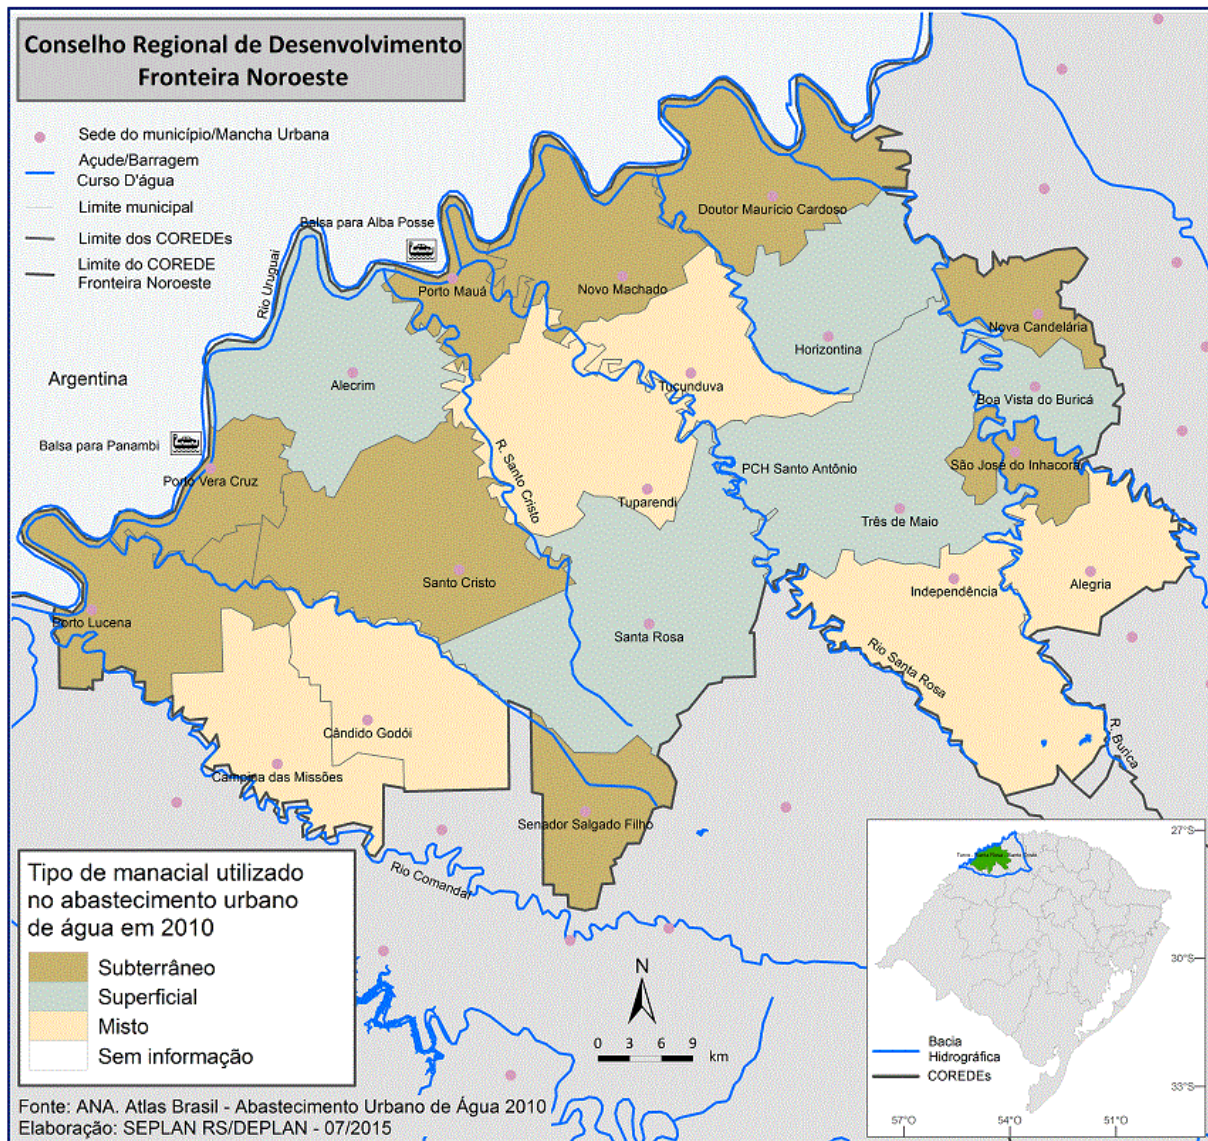 Conselho Regional de Desenvolvimento
Fronteira Noroeste
Sede do município/Mancha Urbana
Açude/Barragem
Curso D'água
Limite municipal
Limite dos COREDEs
Limite do COREDE
Fronteira Noroeste
Balsa para Alba Posse
Rio Uruguai
Doutor Maurício Cardoso
Porto Mauá
Novo Machado
Nova Candelária
Horizontina
Argentina
Alecrim
Tucunduva
Boa Vista do Buricá
Balsa para Panambi
R. Santo Cristo
Porto Vera Cruz
PCH Santo Antônio
São José do Inhacorá
Tuparendi
Três de Maio
Santo Cristo
Independência
Alegria
Porto Lucena
Santa Rosa
Rio Santa Rosa
Cândido Godói
R. Burica
Campina das Missões
Senador Salgado Filho
Rio Comandaí
Tipo de manacial utilizado
no abastecimento urbano
de água em 2010
Subterrâneo
Superficial
Misto
Sem informação
N
0 3 6 9
km
27°S
30°S
33°S
Bacia
Hidrográfica
COREDEs
57°O 54°O 51°O
Fonte: ANA. Atlas Brasil - Abastecimento Urbano de Água 2010
Elaboração: SEPLAN RS/DEPLAN - 07/2015